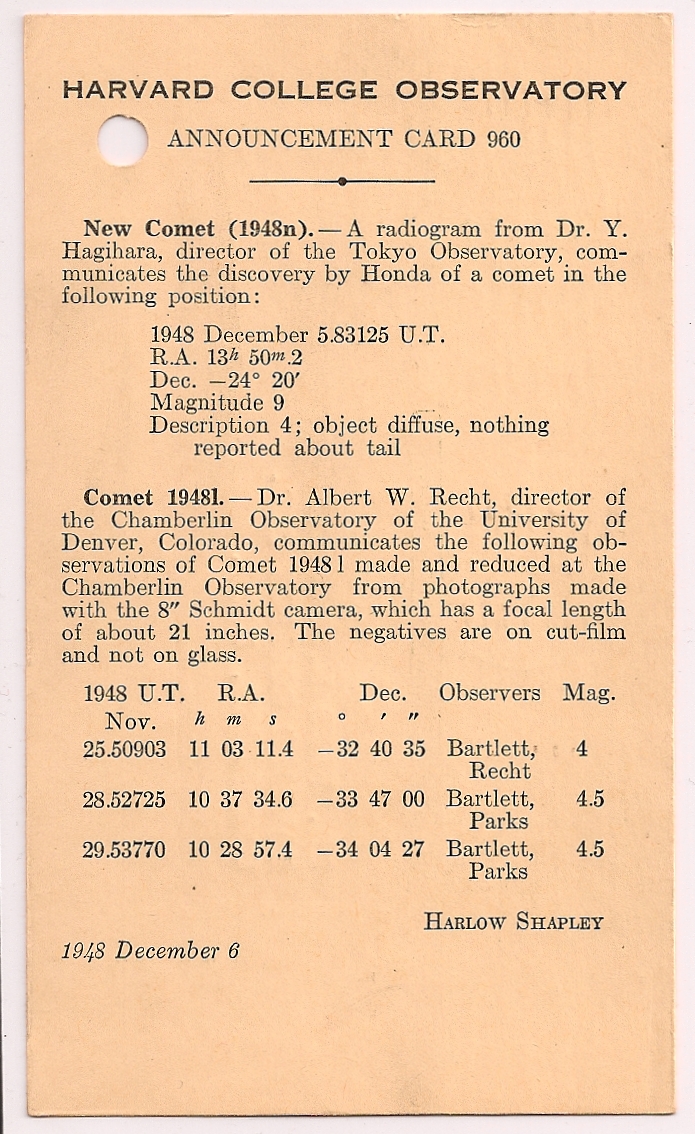 HARVARD COLLEGE OBSERVATORY
ANNOUNCEMENT CARD 960
New Comet (1948n).—A radiogram from Dr. Y.
Hagihara, director of the Tokyo Observatory, com-
municates the discovery by Honda of a comet in the
following position:
1948 December 5.83125 U.T.
R.A. 13h 50m.2
Dec. −24° 20′
Magnitude 9
Description 4; object diffuse, nothing
reported about tail
Comet 1948l.—Dr. Albert W. Recht, director of
the Chamberlin Observatory of the University of
Denver, Colorado, communicates the following ob-
servations of Comet 1948 l made and reduced at the
Chamberlin Observatory from photographs made
with the 8″ Schmidt camera, which has a focal length
of about 21 inches. The negatives are on cut-film
and not on glass.
1948 U.T. R.A. Dec. Observers Mag.
Nov. h m s ° ′ ″
25.50903 11 03 11.4 −32 40 35 Bartlett, 4
Recht
28.52725 10 37 34.6 −33 47 00 Bartlett, 4.5
Parks
29.53770 10 28 57.4 −34 04 27 Bartlett, 4.5
Parks
HARLOW SHAPLEY
1948 December 6